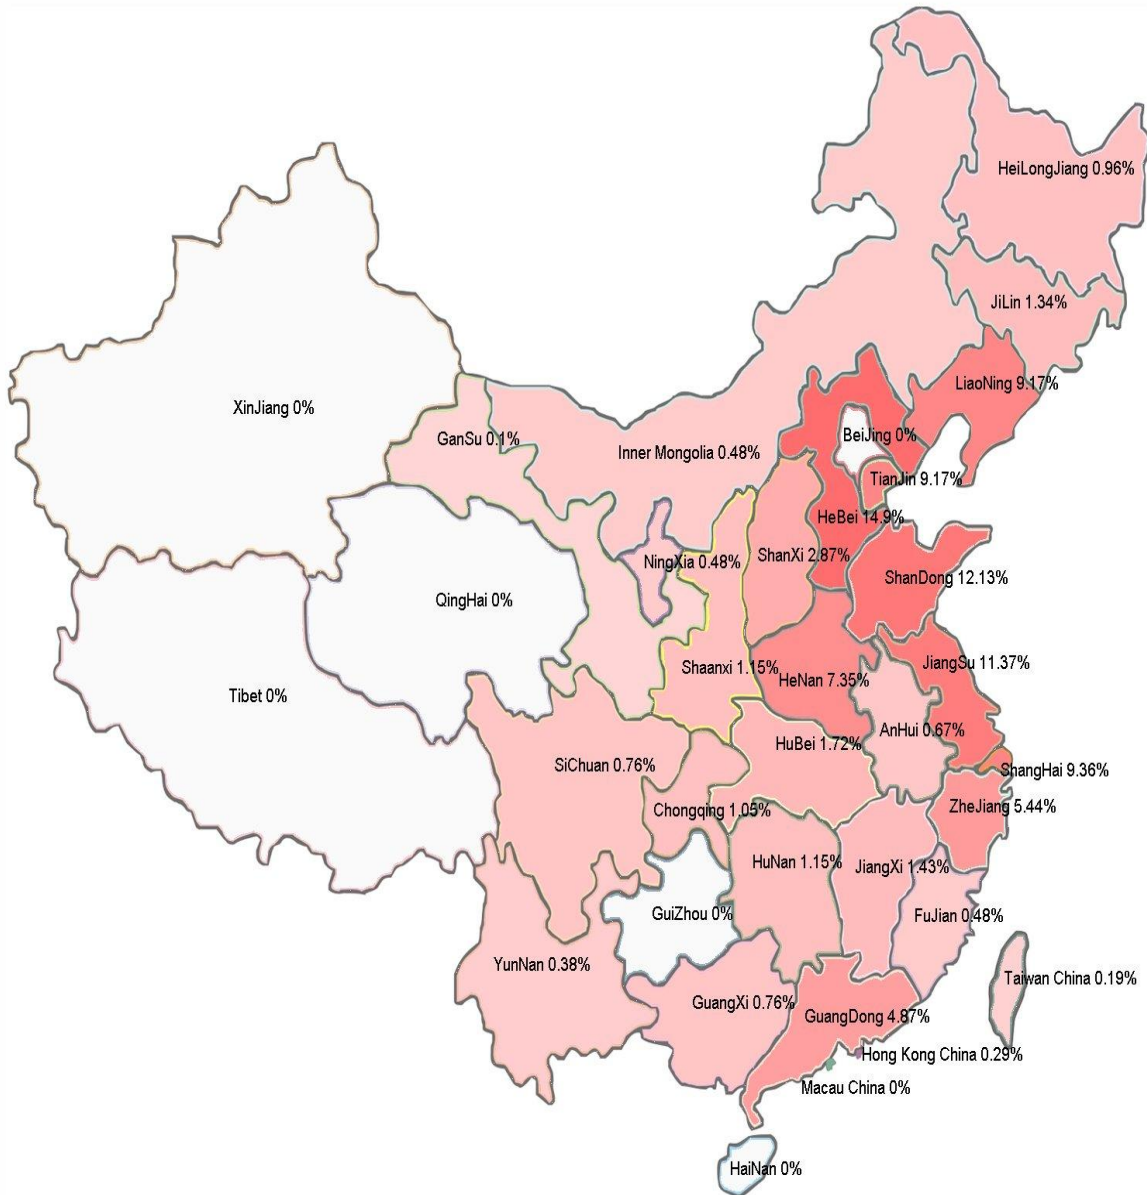 HeiLongJiang 0.96%
JiLin 1.34%
LiaoNing 9.17%
XinJiang 0%
BeiJing 0%
GanSu 0.1%
Inner Mongolia 0.48%
TianJin 9.17%
HeBei 14.9%
ShanXi 2.87%
NingXia 0.48%
ShanDong 12.13%
QingHai 0%
JiangSu 11.37%
Shaanxi 1.15%
HeNan 7.35%
Tibet 0%
AnHui 0.67%
HuBei 1.72%
SiChuan 0.76%
ShangHai 9.36%
ZheJiang 5.44%
Chongqing 1.05%
HuNan 1.15%
JiangXi 1.43%
GuiZhou 0%
FuJian 0.48%
YunNan 0.38%
Taiwan China 0.19%
GuangXi 0.76%
GuangDong 4.87%
Hong Kong China 0.29%
Macau China 0%
HaiNan 0%